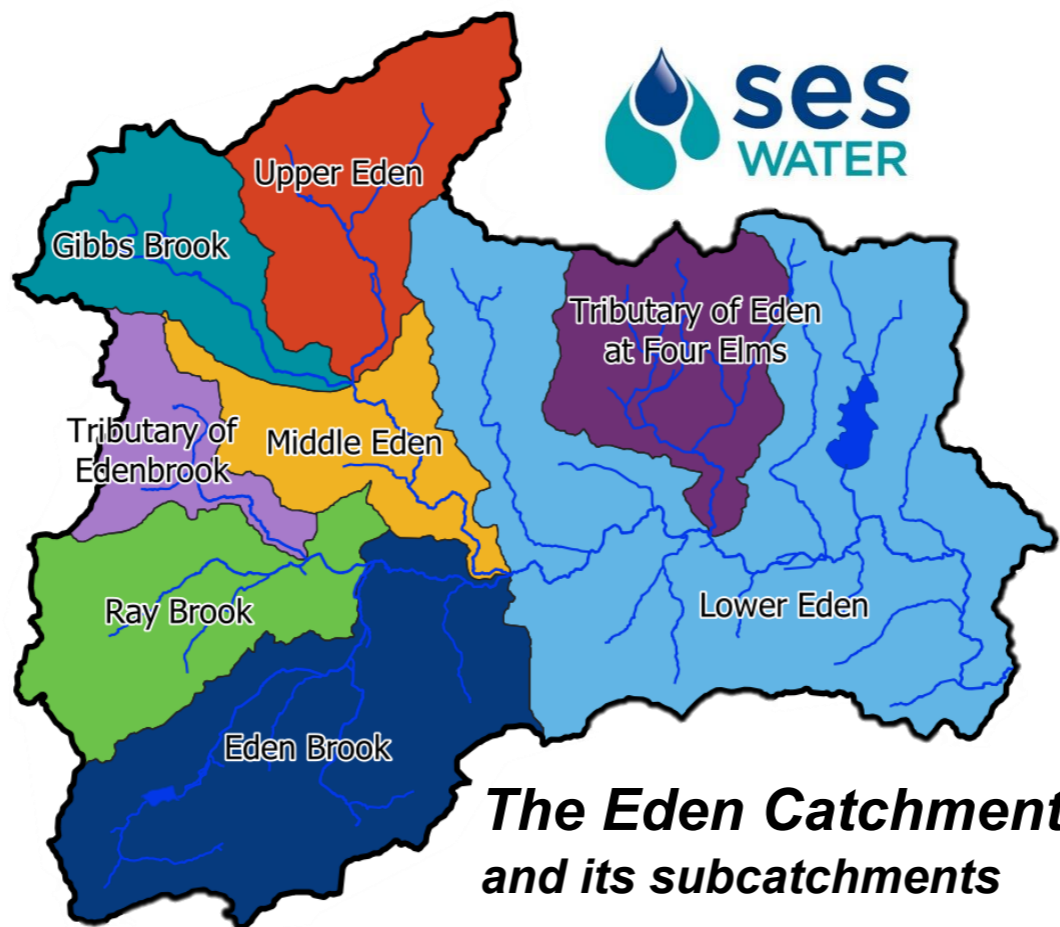 ses
WATER
Upper Eden
Gibbs Brook
Tributary of Eden
at Four Elms
Tributary of
Edenbrook
Middle Eden
Ray Brook
Lower Eden
Eden Brook
The Eden Catchment
and its subcatchments